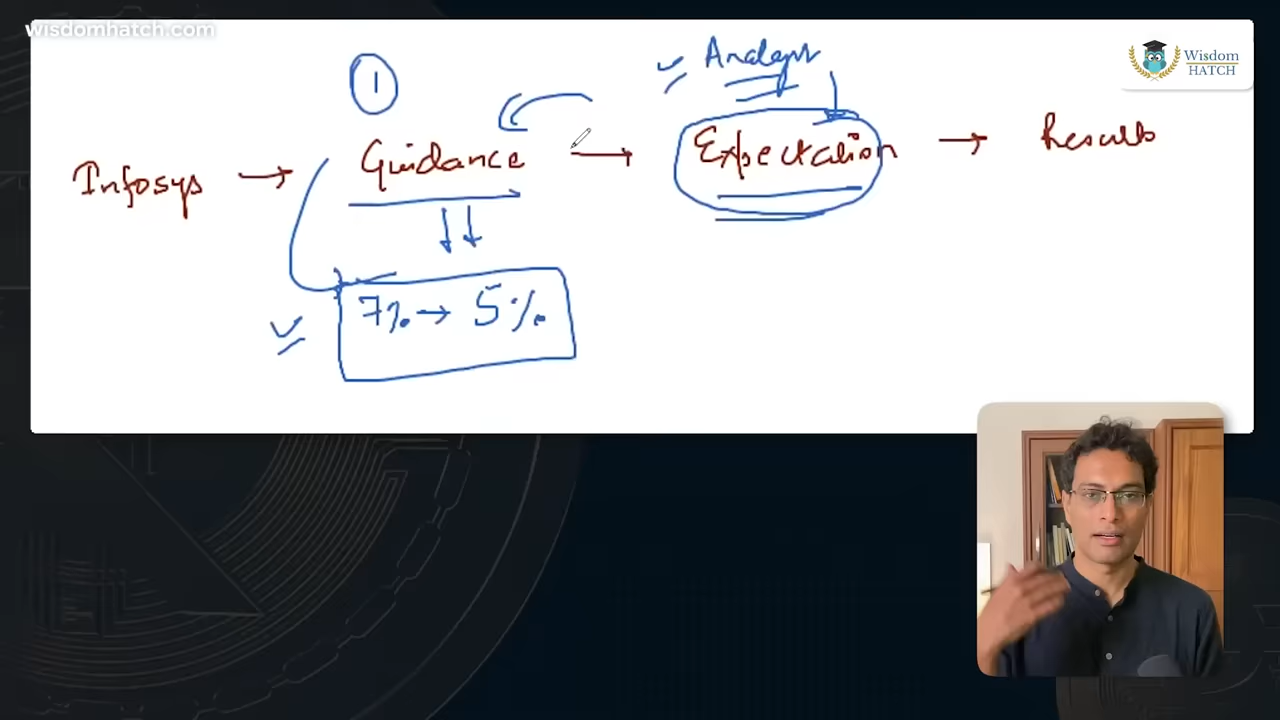 wisdomhatch.com
Wisdom
HATCH
1
Analyst
Infosys → Guidance → Expectation → Results
7% → 5%